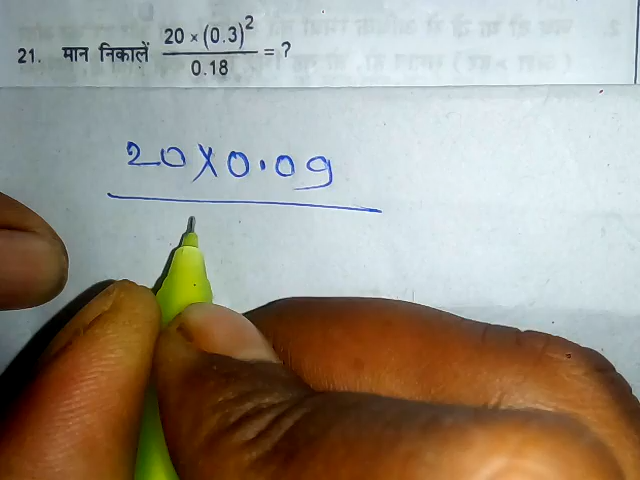 21. मान निकालें 20 × (0.3)² / 0.18 = ?
20 X 0.09